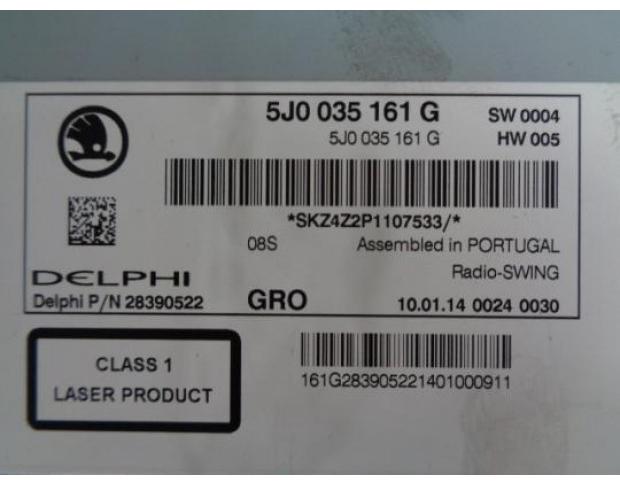 5J0 035 161 G SW 0004
5J0 035 161 G HW 005
*SKZ4Z2P1107533/*
08S Assembled in PORTUGAL
DELPHI Radio-SWING
Delphi P/N 28390522 GRO 10.01.14 0024 0030
CLASS 1
LASER PRODUCT
161G283905221401000911